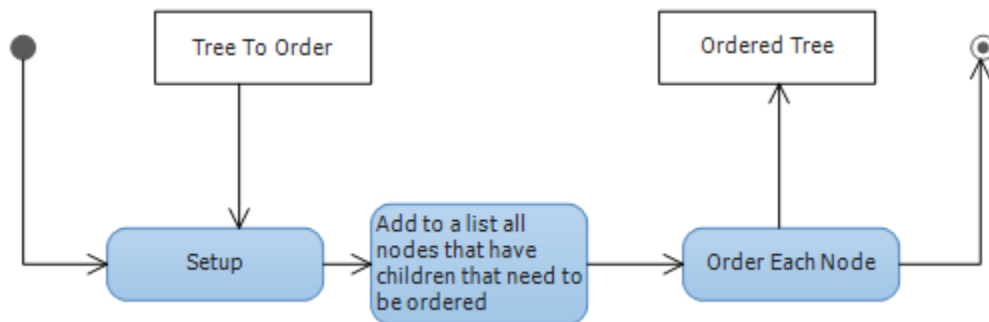 Tree To Order
Ordered Tree
Setup
Add to a list all
nodes that have
children that need to
be ordered
Order Each Node